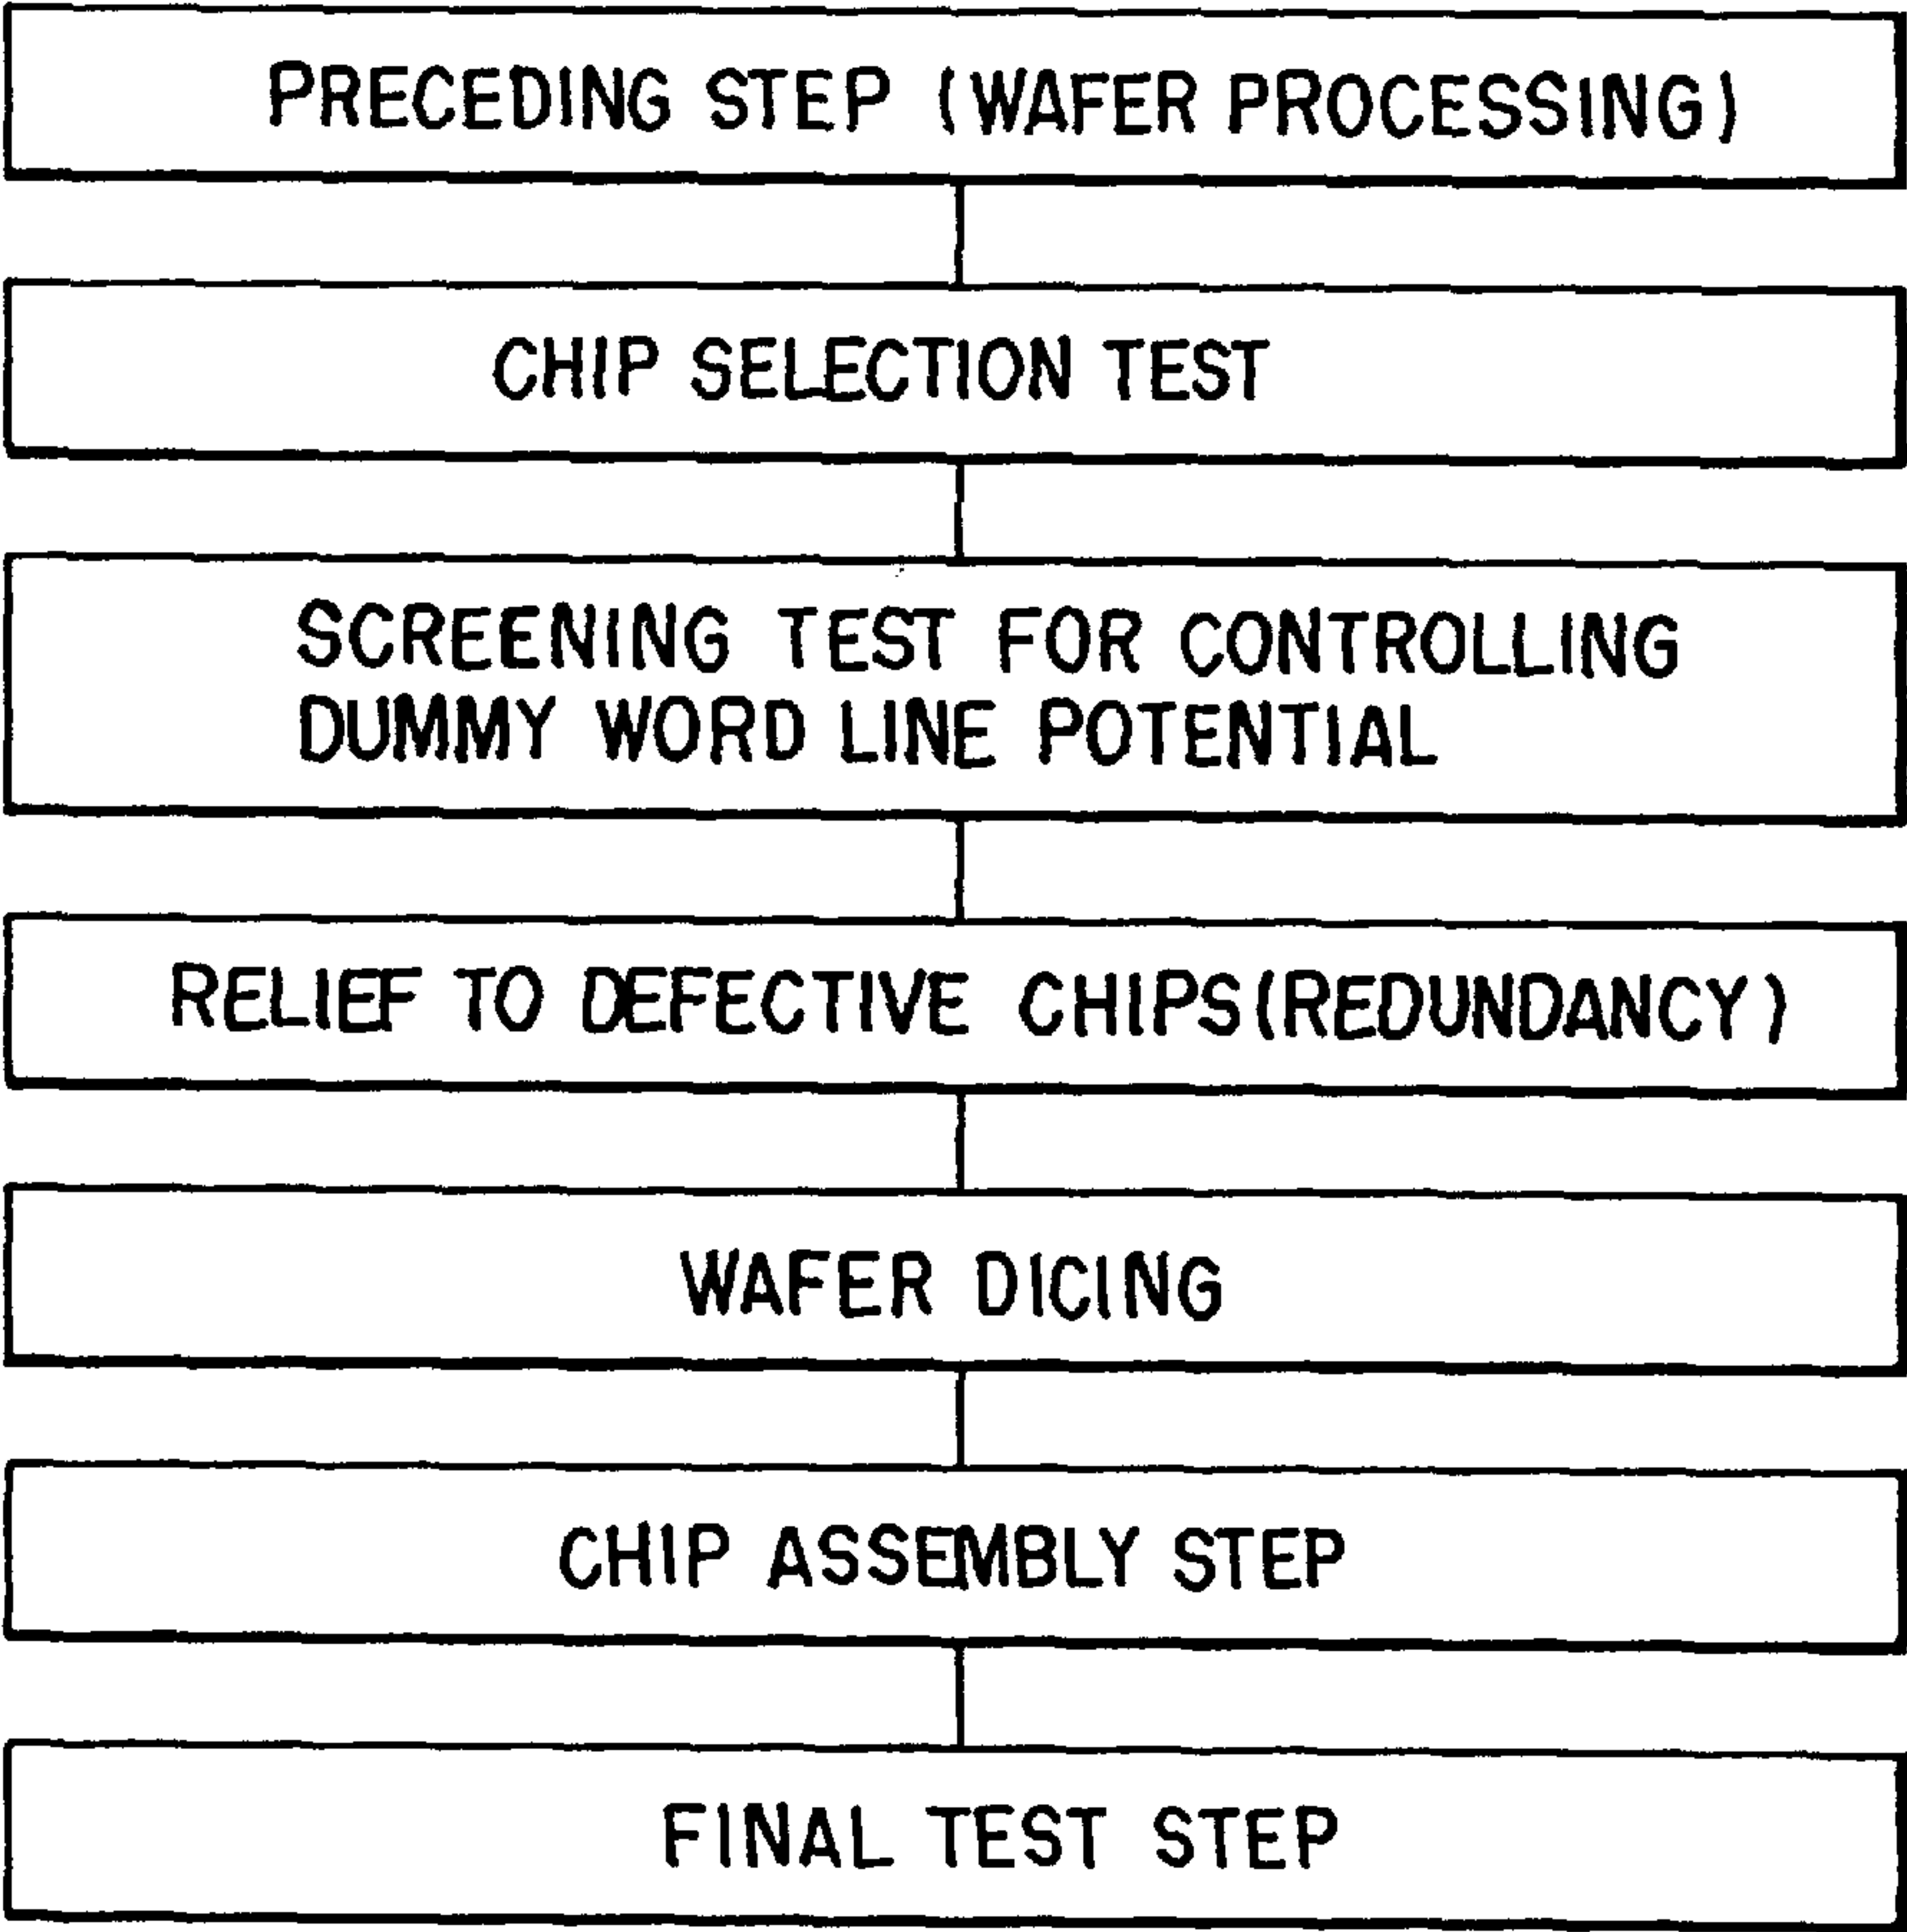 PRECEDING STEP (WAFER PROCESSING)
CHIP SELECTION TEST
SCREENING TEST FOR CONTROLLING
DUMMY WORD LINE POTENTIAL
RELIEF TO DEFECTIVE CHIPS(REDUNDANCY)
WAFER DICING
CHIP ASSEMBLY STEP
FINAL TEST STEP